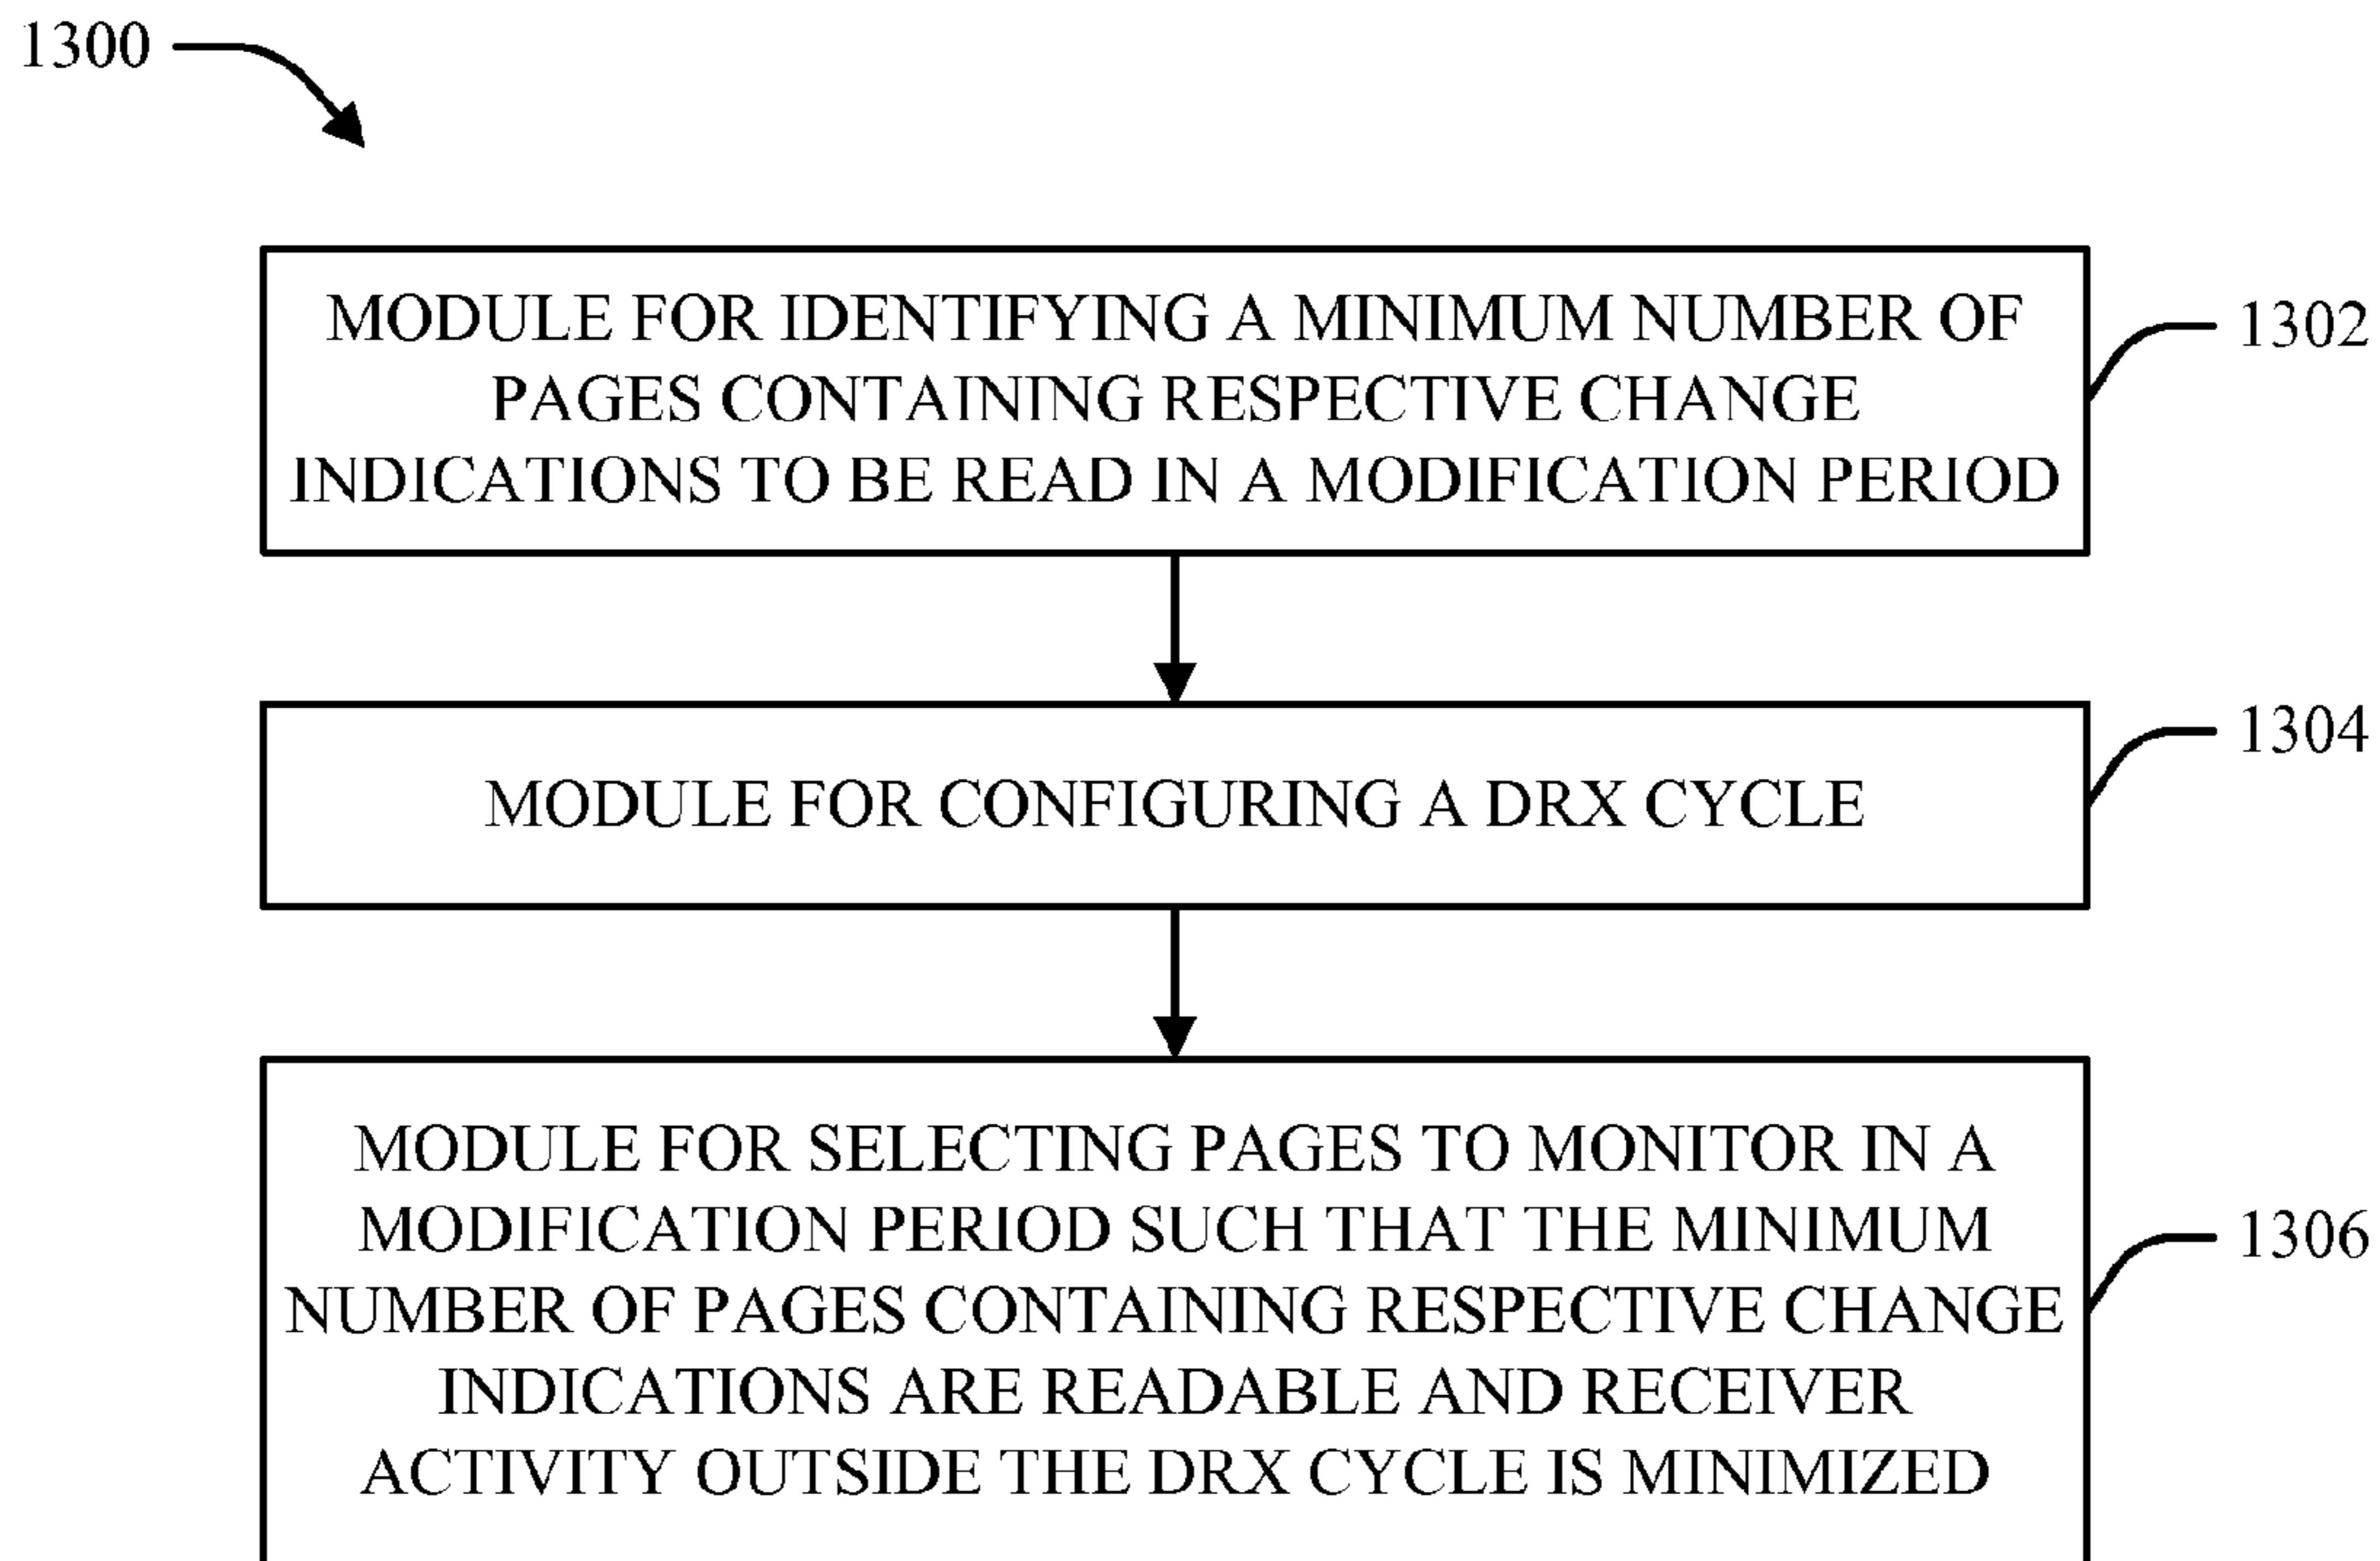 1300
MODULE FOR IDENTIFYING A MINIMUM NUMBER OF
PAGES CONTAINING RESPECTIVE CHANGE
INDICATIONS TO BE READ IN A MODIFICATION PERIOD
1302
MODULE FOR CONFIGURING A DRX CYCLE
1304
MODULE FOR SELECTING PAGES TO MONITOR IN A
MODIFICATION PERIOD SUCH THAT THE MINIMUM
NUMBER OF PAGES CONTAINING RESPECTIVE CHANGE
INDICATIONS ARE READABLE AND RECEIVER
ACTIVITY OUTSIDE THE DRX CYCLE IS MINIMIZED
1306